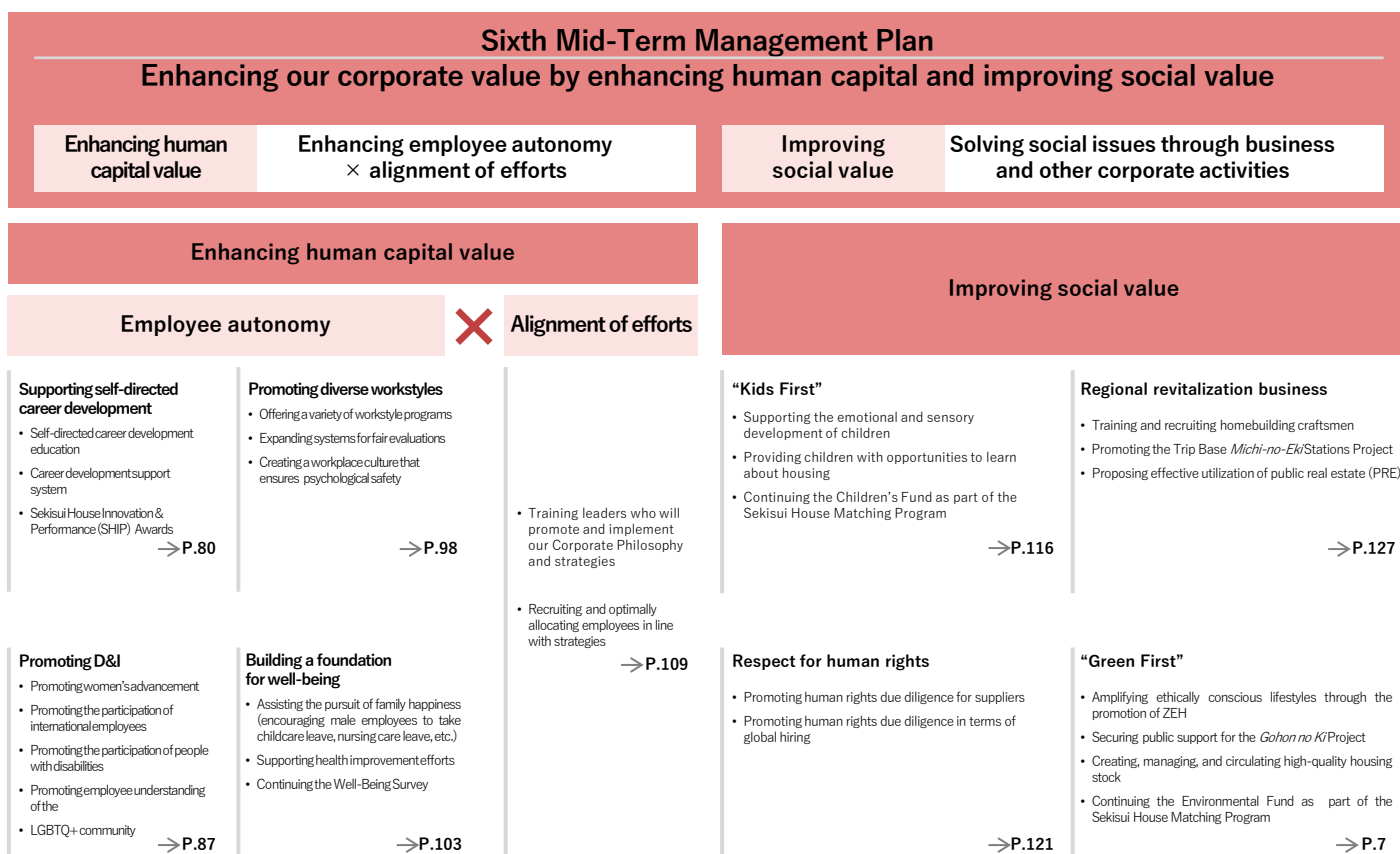 Sixth Mid-Term Management Plan
Enhancing our corporate value by enhancing human capital and improving social value
Enhancing human
capital value
Enhancing employee autonomy
× alignment of efforts
Improving
social value
Solving social issues through business
and other corporate activities
Enhancing human capital value
Employee autonomy
Alignment of efforts
Supporting self-directed
career development
• Self-directed career development
education
• Career development support
system
• Sekisui House Innovation &
Performance (SHIP) Awards
→P.80
Promoting diverse workstyles
• Offering a variety of workstyle programs
• Expanding systems for fair evaluations
• Creating a workplace culture that
ensures psychological safety
→P.98
Promoting D&I
• Promoting women's advancement
• Promoting the participation of
international employees
• Promoting the participation of people
with disabilities
• Promoting employee understanding
of the
• LGBTQ+ community
→P.87
Building a foundation
for well-being
• Assisting the pursuit of family happiness
(encouraging male employees to take
childcare leave, nursing care leave, etc.)
• Supporting health improvement efforts
• Continuing the Well-Being Survey
→P.103
• Training leaders who will
promote and implement
our Corporate Philosophy
and strategies
• Recruiting and optimally
allocating employees in line
with strategies
→P.109
Improving social value
“Kids First”
• Supporting the emotional and sensory
development of children
• Providing children with opportunities to learn
about housing
• Continuing the Children's Fund as part of the
Sekisui House Matching Program
→P.116
Regional revitalization business
• Training and recruiting homebuilding craftsmen
• Promoting the Trip Base Michi-no-Eki Stations Project
• Proposing effective utilization of public real estate (PRE)
→P.127
Respect for human rights
• Promoting human rights due diligence for suppliers
• Promoting human rights due diligence in terms of
global hiring
→P.121
“Green First”
• Amplifying ethically conscious lifestyles through the
promotion of ZEH
• Securing public support for the Gohon no Ki Project
• Creating, managing, and circulating high-quality housing
stock
• Continuing the Environmental Fund as part of the
Sekisui House Matching Program
→P.7